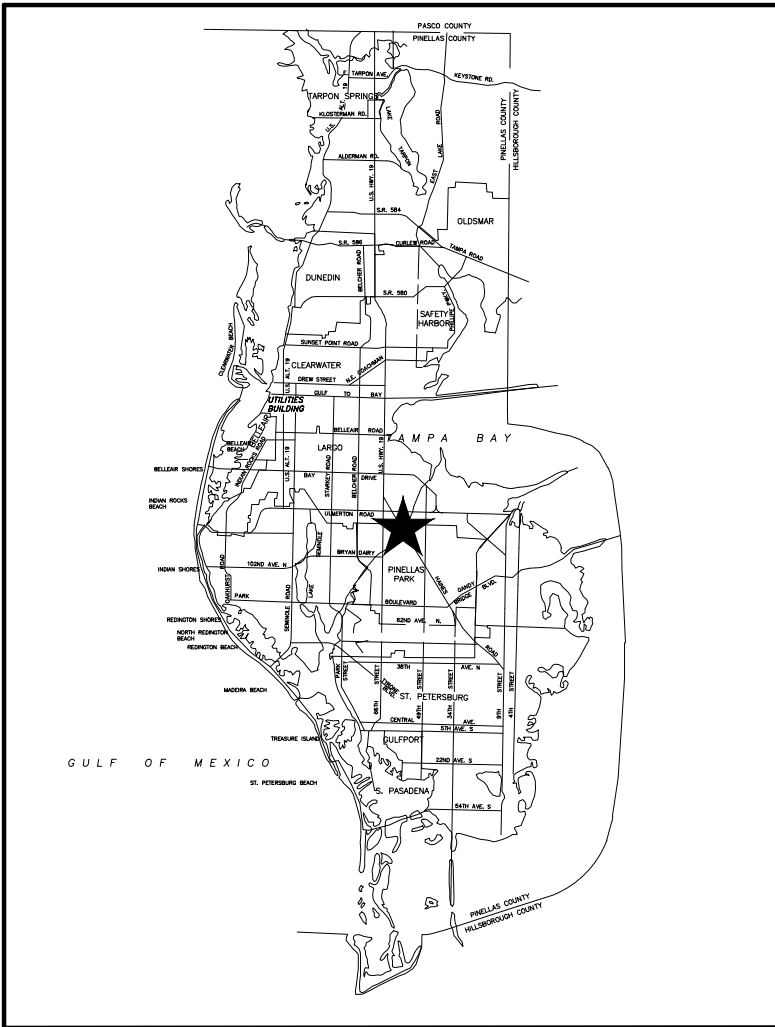 PASCO COUNTY
PINELLAS COUNTY
E. TARPON AVE.
KEYSTONE RD.
TARPON SPRINGS
KLOSTERMAN RD.
U.S. ALT. 19
LAKE TARPON
EAST LAKE ROAD
PINELLAS COUNTY
HILLSBOROUGH COUNTY
ALDERMAN RD.
U.S. HWY. 19
S.R. 584
OLDSMAR
S.R. 586
CURLEW ROAD
TAMPA ROAD
BELCHER ROAD
DUNEDIN
S.R. 580
PHILLIPE PKY.
SAFETY
HARBOR
CLEARWATER BEACH
SUNSET POINT ROAD
CLEARWATER
N.E. COACHMAN
DREW STREET
U.S. ALT. 19
GULF TO BAY
UTILITIES
BUILDING
BELLEAIR
BELLEAIR ROAD
TAMPA BAY
BELLEAIR
BEACH
INDIAN ROCKS ROAD
LARGO
U.S. HWY. 19
U.S. ALT. 19
STARKEY ROAD
BELCHER ROAD
BELLEAIR SHORES
BAY DRIVE
INDIAN ROCKS
BEACH
ULMERTON ROAD
SEMINOLE
BRYAN DAIRY
102ND AVE. N
INDIAN SHORES
PINELLAS
PARK
HAINES
GANDY
BRIDGE BLVD.
OAKHURST ROAD
LAKE
SEMINOLE ROAD
PARK BOULEVARD
REDINGTON SHORES
62ND AVE. N.
NORTH REDINGTON
BEACH
REDINGTON BEACH
ROAD
38TH AVE. N
PARK STREET
MADEIRA BEACH
TYRONE BLVD.
66TH STREET
49TH STREET
34TH STREET
9TH STREET
4TH STREET
ST. PETERSBURG
CENTRAL AVE.
5TH AVE. S
TREASURE ISLAND
GULFPORT
GULF OF MEXICO
22ND AVE. S
ST. PETERSBURG BEACH
S. PASADENA
54TH AVE. S
PINELLAS COUNTY
HILLSBOROUGH COUNTY